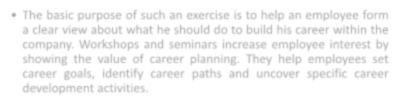 • The basic purpose of such an exercise is to help an employee form
a clear view about what he should do to build his career within the
company. Workshops and seminars increase employee interest by
showing the value of career planning. They help employees set
career goals, identify career paths and uncover specific career
development activities.